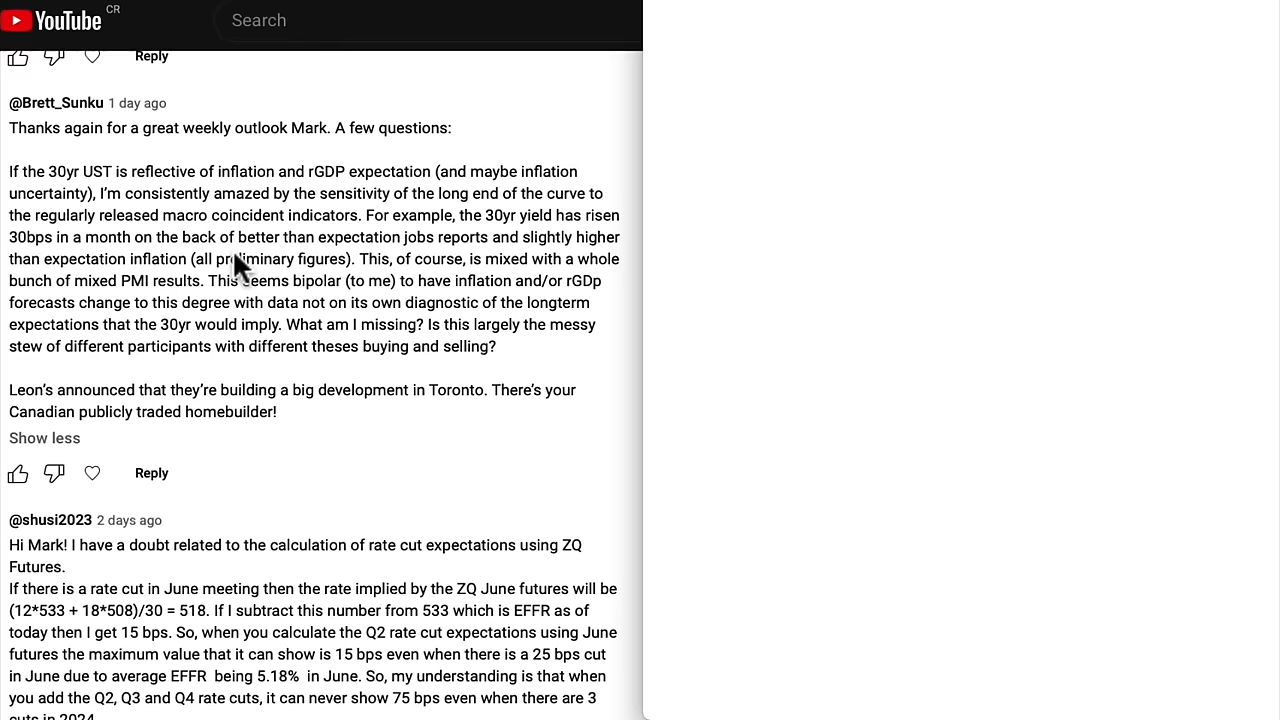 YouTube CR
Search
Reply
@Brett_Sunku 1 day ago
Thanks again for a great weekly outlook Mark. A few questions:
If the 30yr UST is reflective of inflation and rGDP expectation (and maybe inflation
uncertainty), I'm consistently amazed by the sensitivity of the long end of the curve to
the regularly released macro coincident indicators. For example, the 30yr yield has risen
30bps in a month on the back of better than expectation jobs reports and slightly higher
than expectation inflation (all preliminary figures). This, of course, is mixed with a whole
bunch of mixed PMI results. This seems bipolar (to me) to have inflation and/or rGDp
forecasts change to this degree with data not on its own diagnostic of the longterm
expectations that the 30yr would imply. What am I missing? Is this largely the messy
stew of different participants with different theses buying and selling?
Leon's announced that they're building a big development in Toronto. There's your
Canadian publicly traded homebuilder!
Show less
Reply
@shusi2023 2 days ago
Hi Mark! I have a doubt related to the calculation of rate cut expectations using ZQ
Futures.
If there is a rate cut in June meeting then the rate implied by the ZQ June futures will be
(12*533 + 18*508)/30 = 518. If I subtract this number from 533 which is EFFR as of
today then I get 15 bps. So, when you calculate the Q2 rate cut expectations using June
futures the maximum value that it can show is 15 bps even when there is a 25 bps cut
in June due to average EFFR being 5.18% in June. So, my understanding is that when
you add the Q2, Q3 and Q4 rate cuts, it can never show 75 bps even when there are 3
cuts in 2024